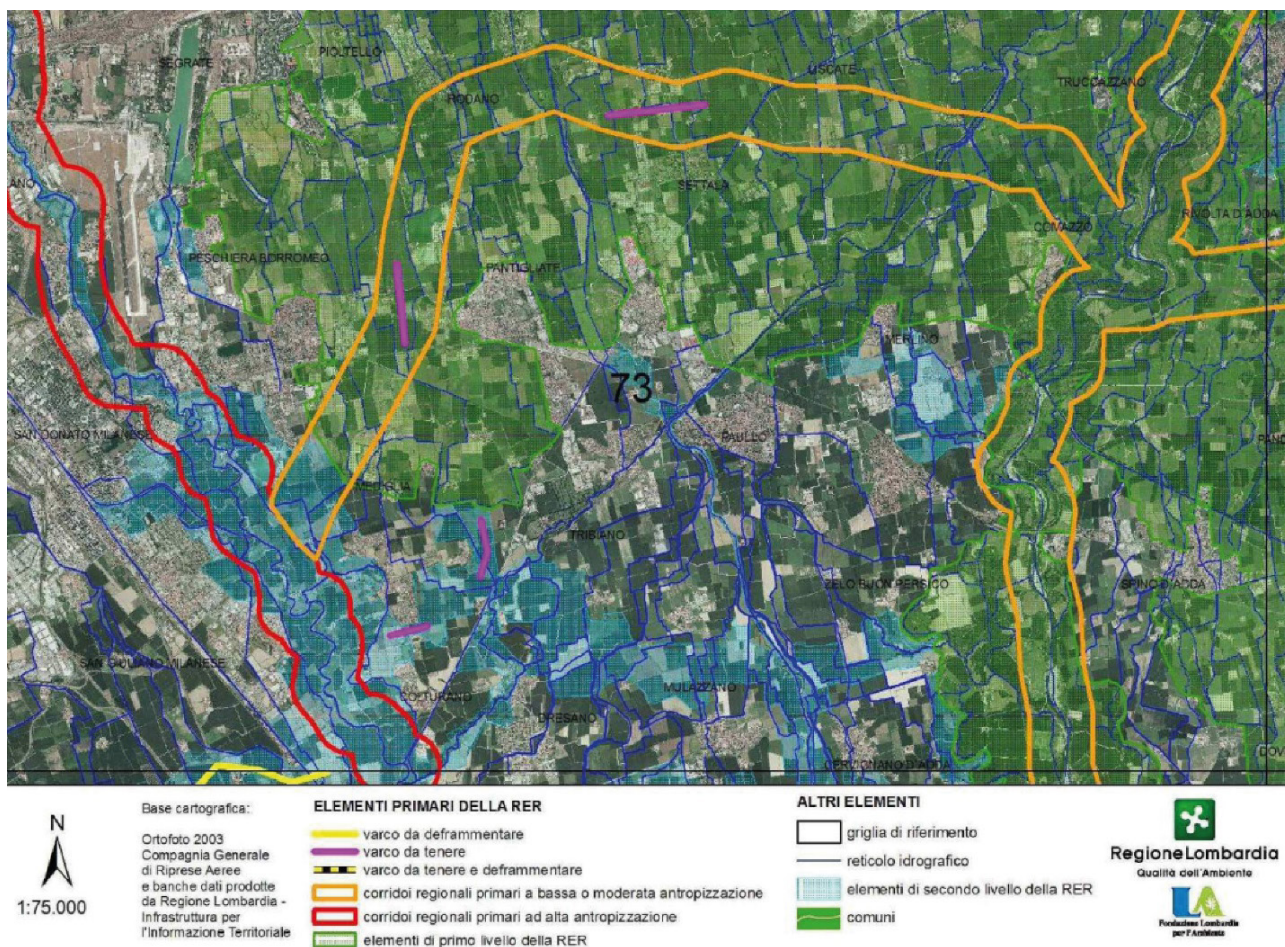 PIOLTELLO
SEGRATE
LISCATE
TRUCCAZZANO
RODANO
SETTALA
RIVOLTA D'ADDA
COMAZZO
PESCHIERA BORROMEO
PANTIGLIATE
MERLINO
73
SAN DONATO MILANESE
PAULLO
TRIBIANO
ZELO BUON PERSICO
SPINO D'ADDA
SAN GIULIANO MILANESE
COLTURANO
MULAZZANO
DRESANO
CERVIGNANO D'ADDA
N
1:75.000
Base cartografica:
Ortofoto 2003
Compagnia Generale
di Riprese Aeree
e banche dati prodotte
da Regione Lombardia -
Infrastruttura per
l'Informazione Territoriale
ELEMENTI PRIMARI DELLA RER
varco da deframmentare
varco da tenere
varco da tenere e deframmentare
corridoi regionali primari a bassa o moderata antropizzazione
corridoi regionali primari ad alta antropizzazione
elementi di primo livello della RER
ALTRI ELEMENTI
griglia di riferimento
reticolo idrografico
elementi di secondo livello della RER
comuni
RegioneLombardia
Qualità dell'Ambiente
Fondazione Lombardia
per l'Ambiente